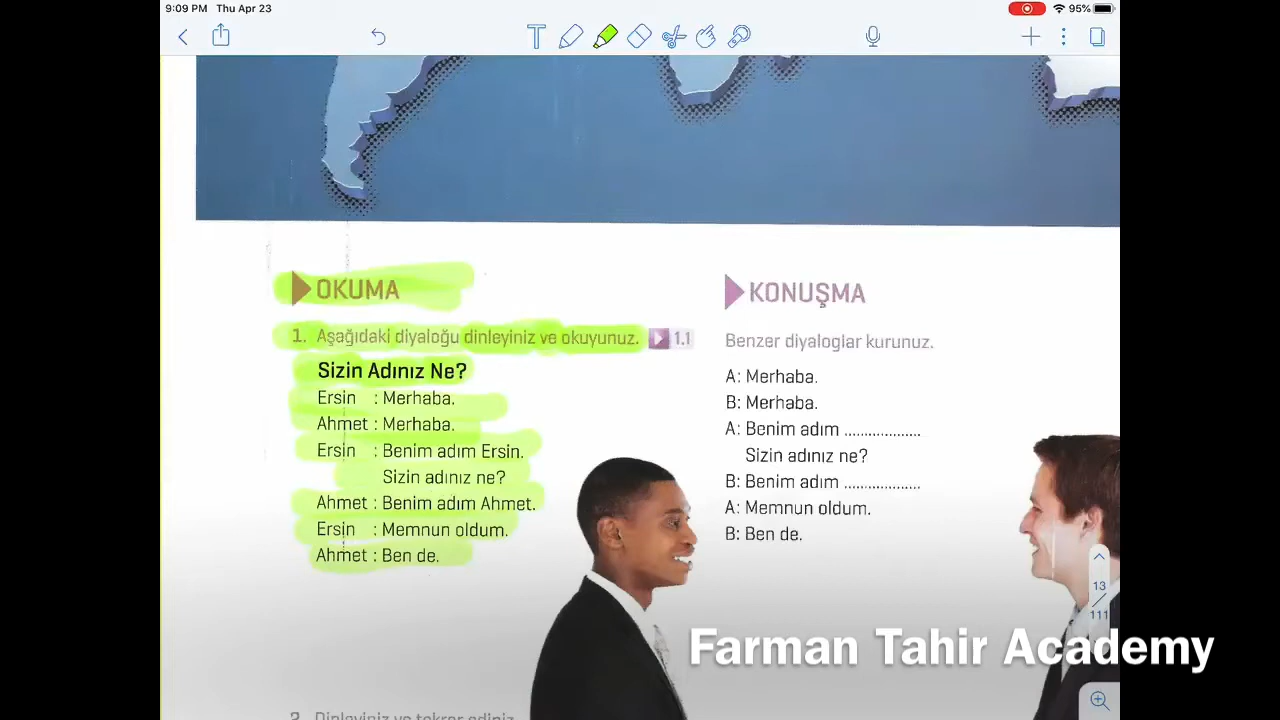 9:09 PM Thu Apr 23
95%
OKUMA
1. Aşağıdaki diyaloğu dinleyiniz ve okuyunuz. 1.1
Sizin Adınız Ne?
Ersin : Merhaba.
Ahmet : Merhaba.
Ersin : Benim adım Ersin.
Sizin adınız ne?
Ahmet : Benim adım Ahmet.
Ersin : Memnun oldum.
Ahmet : Ben de.
KONUŞMA
Benzer diyaloglar kurunuz.
A: Merhaba.
B: Merhaba.
A: Benim adım ...................
Sizin adınız ne?
B: Benim adım ...................
A: Memnun oldum.
B: Ben de.
13
111
Farman Tahir Academy
2. Dinleyiniz ve tekrar ediniz.